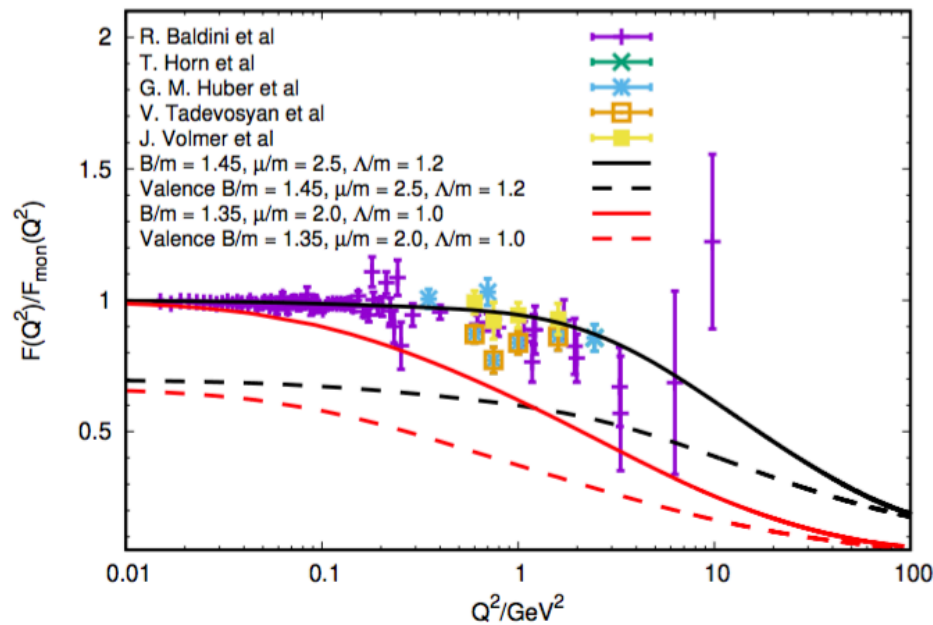 2
1.5
1
0.5
F(Q²)/F_mon(Q²)
R. Baldini et al
T. Horn et al
G. M. Huber et al
V. Tadevosyan et al
J. Volmer et al
B/m = 1.45, μ/m = 2.5, Λ/m = 1.2
Valence B/m = 1.45, μ/m = 2.5, Λ/m = 1.2
B/m = 1.35, μ/m = 2.0, Λ/m = 1.0
Valence B/m = 1.35, μ/m = 2.0, Λ/m = 1.0
0.01 0.1 1 10 100
Q²/GeV²